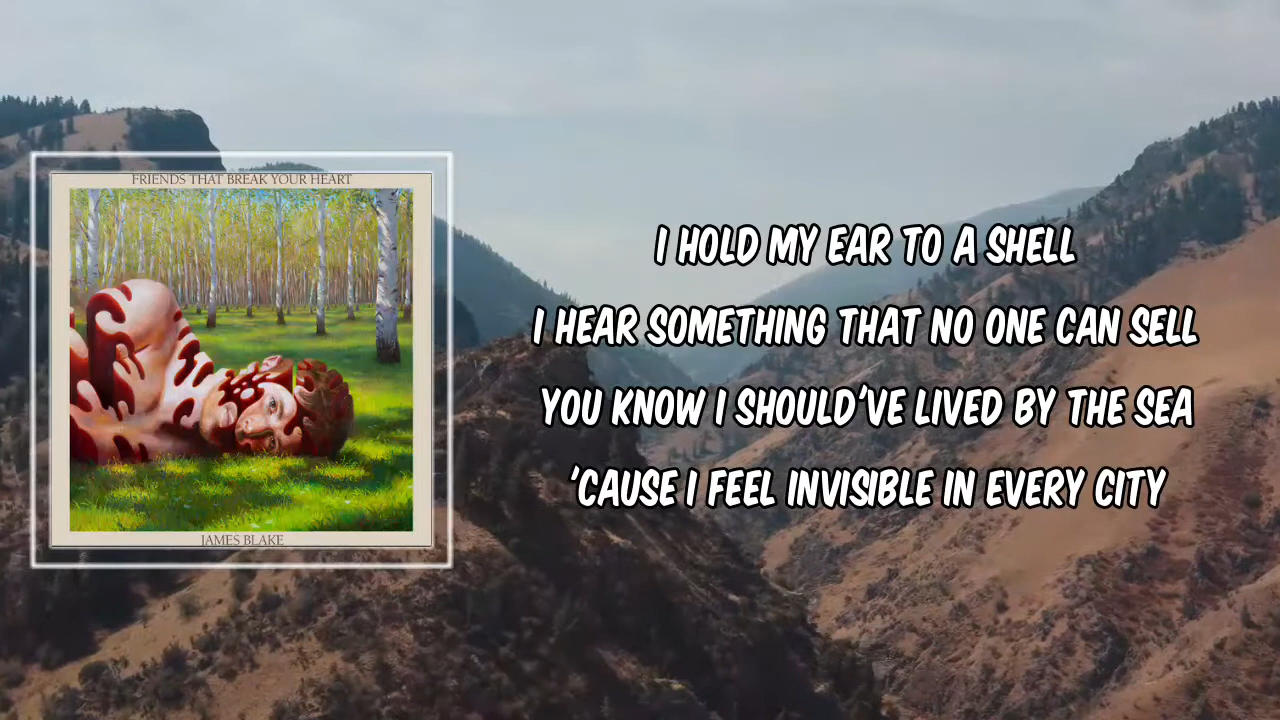 FRIENDS THAT BREAK YOUR HEART
JAMES BLAKE
I HOLD MY EAR TO A SHELL
I HEAR SOMETHING THAT NO ONE CAN SELL
YOU KNOW I SHOULD'VE LIVED BY THE SEA
'CAUSE I FEEL INVISIBLE IN EVERY CITY